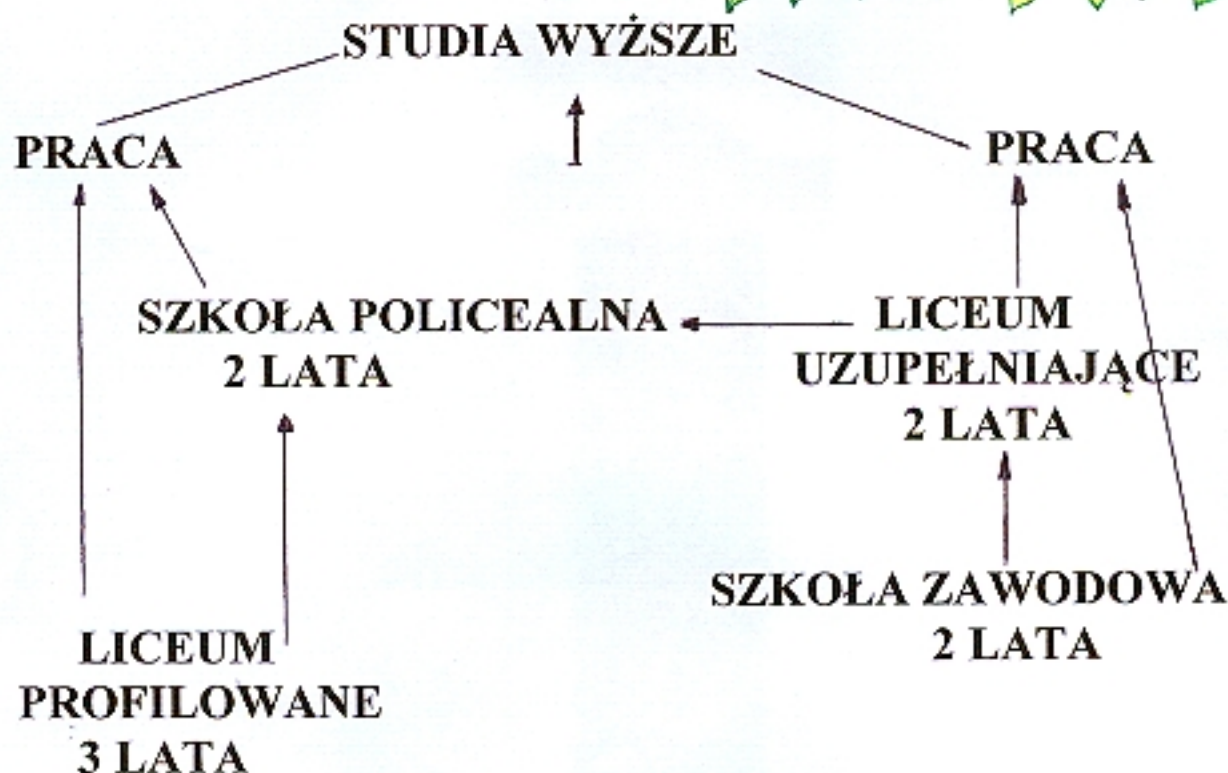 STUDIA WYŻSZE
PRACA
PRACA
SZKOŁA POLICEALNA
2 LATA
LICEUM
UZUPEŁNIAJĄCE
2 LATA
SZKOŁA ZAWODOWA
2 LATA
LICEUM
PROFILOWANE
3 LATA